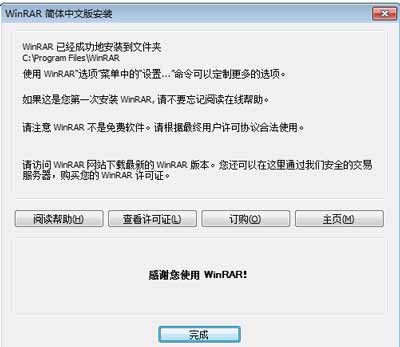 WinRAR 简体中文版安装
WinRAR 已经成功地安装到文件夹
C:\Program Files\WinRAR
使用 WinRAR"选项"菜单中的"设置..."命令可以定制更多的选项。
如果这是您第一次安装 WinRAR, 请不要忘记阅读在线帮助。
请注意 WinRAR 不是免费软件。请根据最终用户许可协议合法使用。
请访问 WinRAR 网站下载最新的 WinRAR 版本。您还可以在这里通过我们安全的交易
服务器，购买您的 WinRAR 许可证。
阅读帮助(H) 查看许可证(L) 订购(O) 主页(M)
感谢您使用 WinRAR!
完成